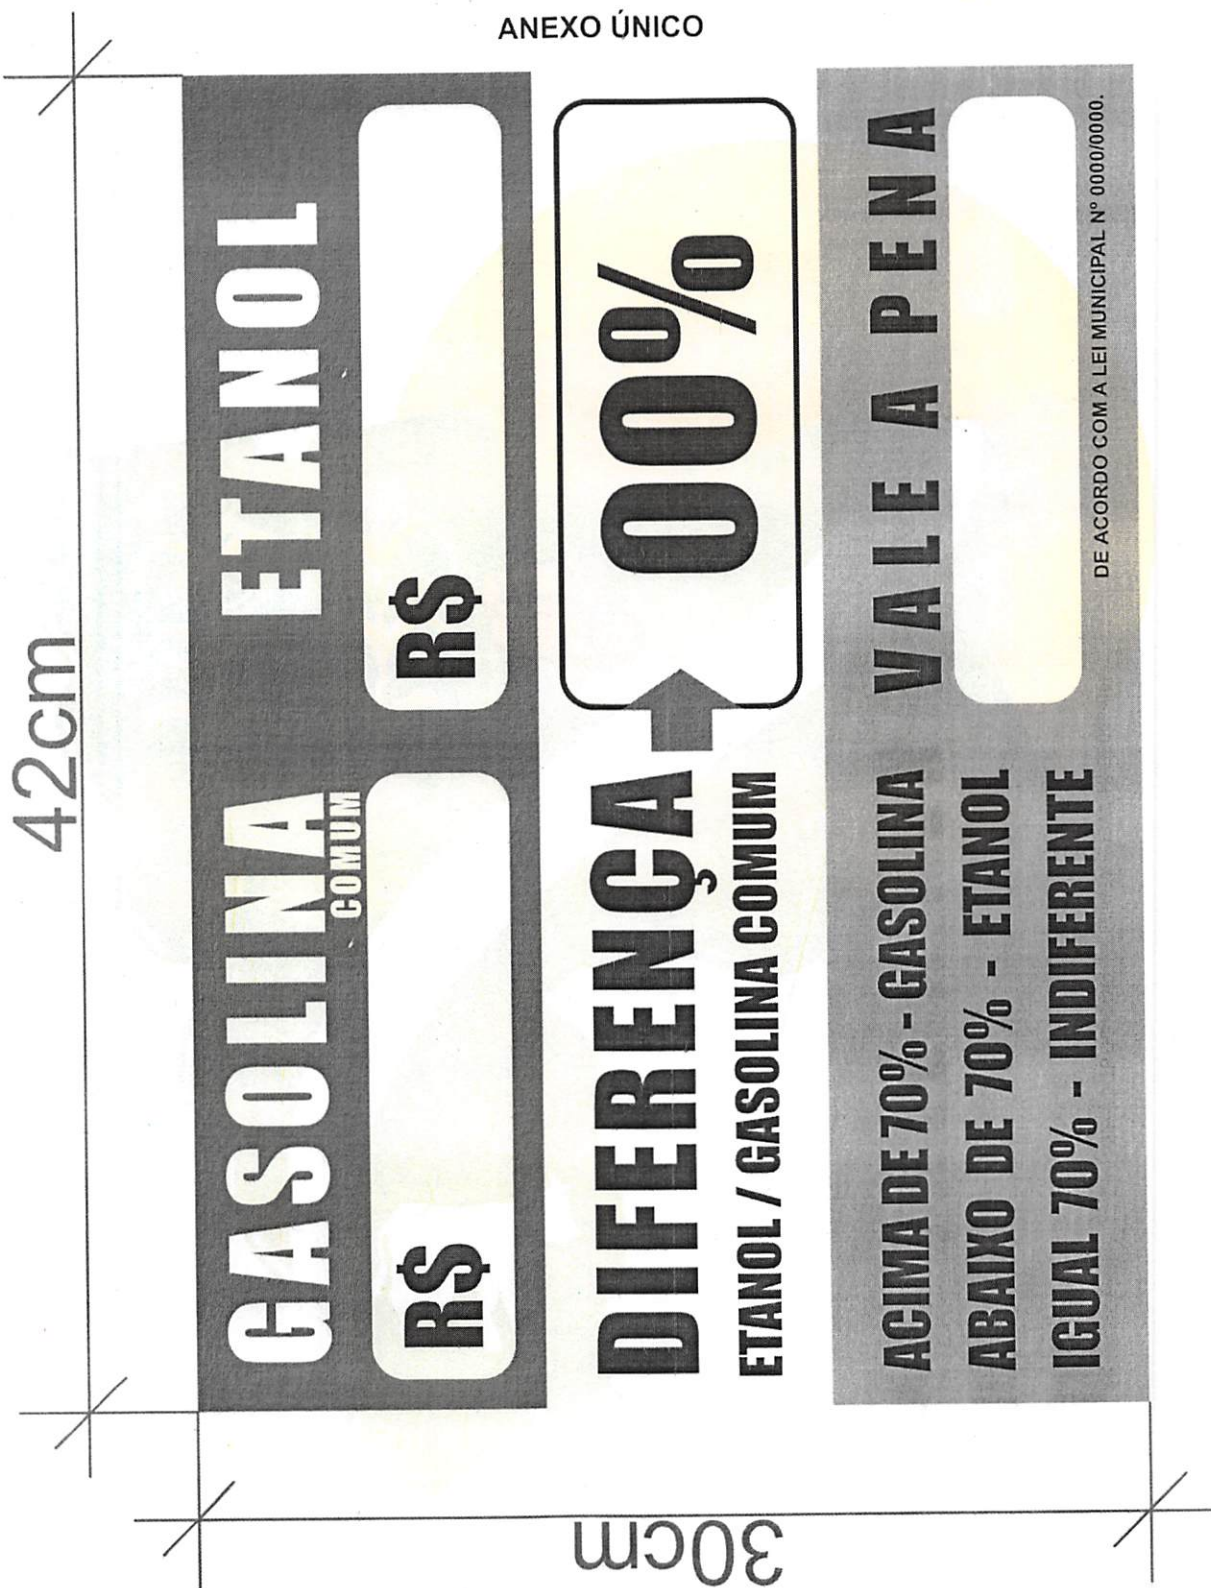 ANEXO ÚNICO
42cm
GASOLINA ETANOL
COMUM
R$ R$
DIFERENÇA 00%
ETANOL / GASOLINA COMUM
ACIMA DE 70% - GASOLINA VALE A PENA
ABAIXO DE 70% - ETANOL
IGUAL 70% - INDIFERENTE
DE ACORDO COM A LEI MUNICIPAL Nº 0000/0000.
30cm